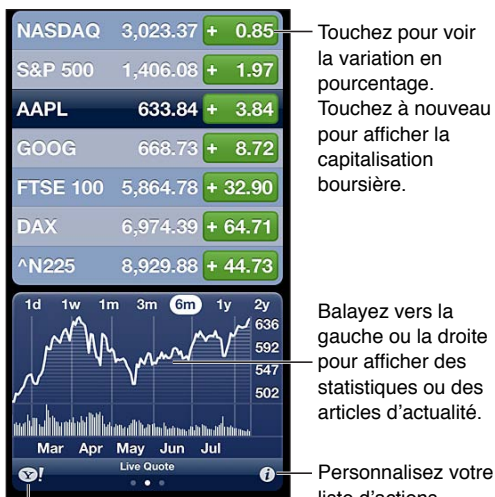 NASDAQ 3,023.37 + 0.85
S&P 500 1,406.08 + 1.97
AAPL 633.84 + 3.84
GOOG 668.73 + 8.72
FTSE 100 5,864.78 + 32.90
DAX 6,974.39 + 64.71
^N225 8,929.88 + 44.73
Touchez pour voir
la variation en
pourcentage.
Touchez à nouveau
pour afficher la
capitalisation
boursière.
1d 1w 1m 3m 6m 1y 2y
636
592
547
502
Mar Apr May Jun Jul
Live Quote
Y!
i
Balayez vers la
gauche ou la droite
pour afficher des
statistiques ou des
articles d'actualité.
Personnalisez votre
liste d'actions